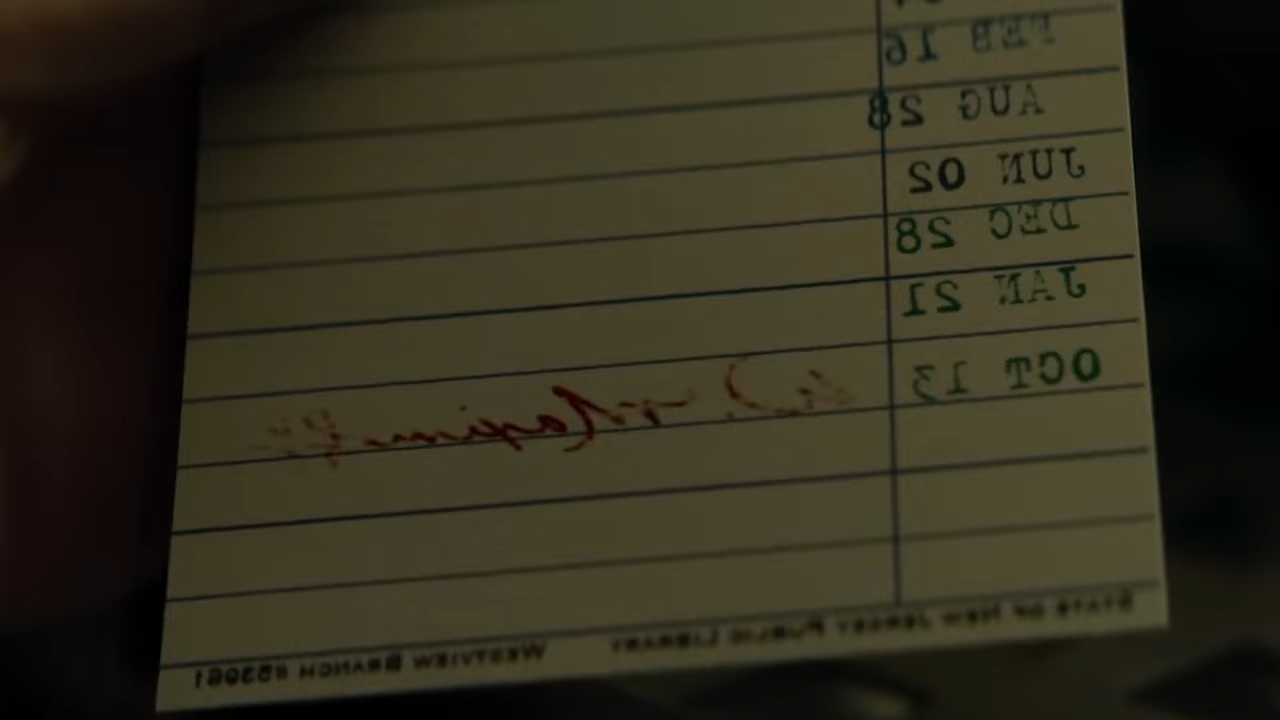 FEB 16
AUG 28
JUN 02
DEC 28
JAN 21
OCT 13
STATE OF NEW JERSEY PUBLIC LIBRARY WESTVIEW BRANCH